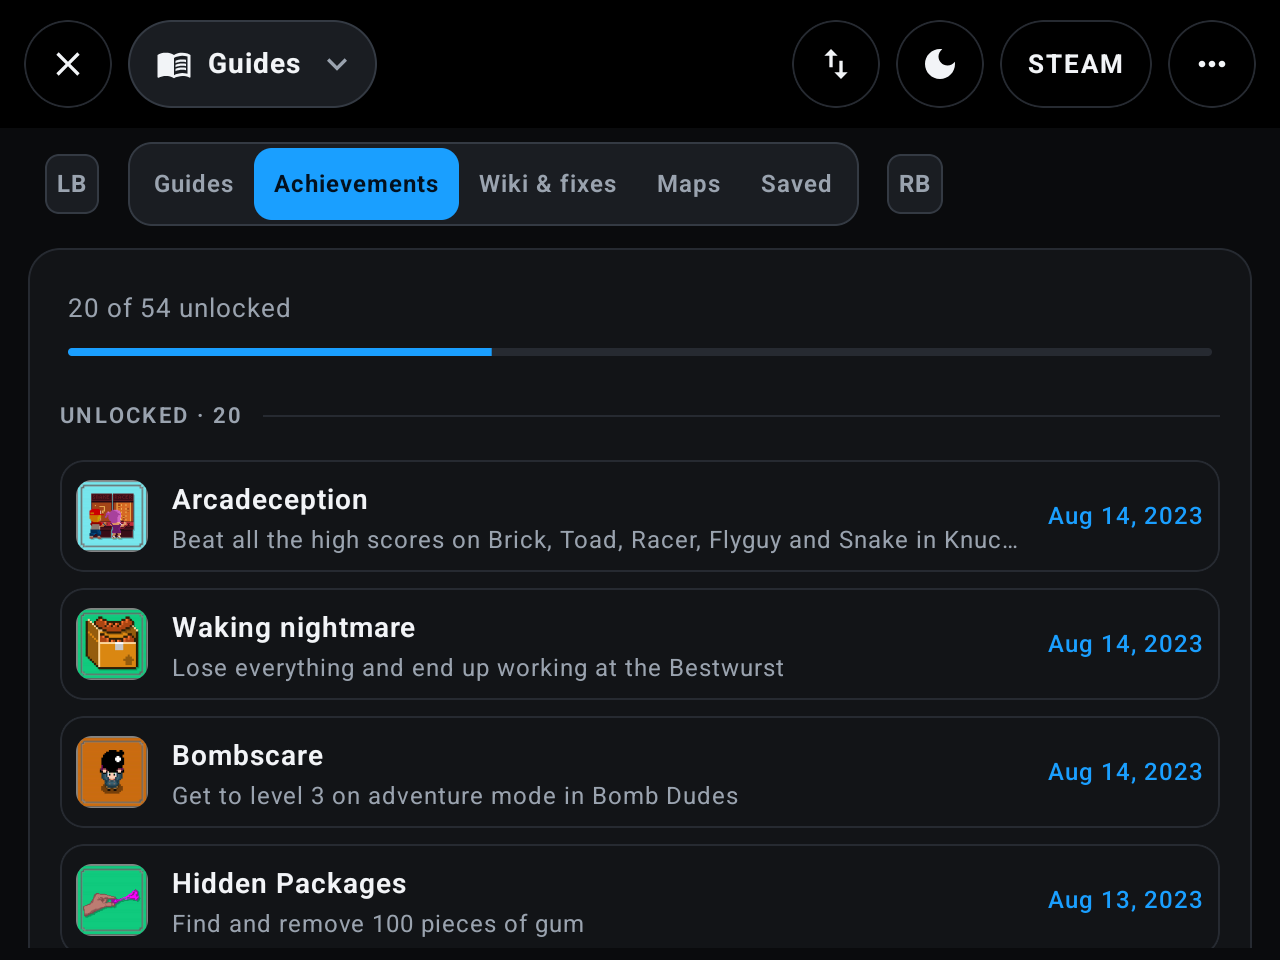 Guides
STEAM
LB
Guides
Achievements
Wiki & fixes
Maps
Saved
RB
20 of 54 unlocked
UNLOCKED · 20
Arcadeception
Beat all the high scores on Brick, Toad, Racer, Flyguy and Snake in Knuc…
Aug 14, 2023
Waking nightmare
Lose everything and end up working at the Bestwurst
Aug 14, 2023
Bombscare
Get to level 3 on adventure mode in Bomb Dudes
Aug 14, 2023
Hidden Packages
Find and remove 100 pieces of gum
Aug 13, 2023